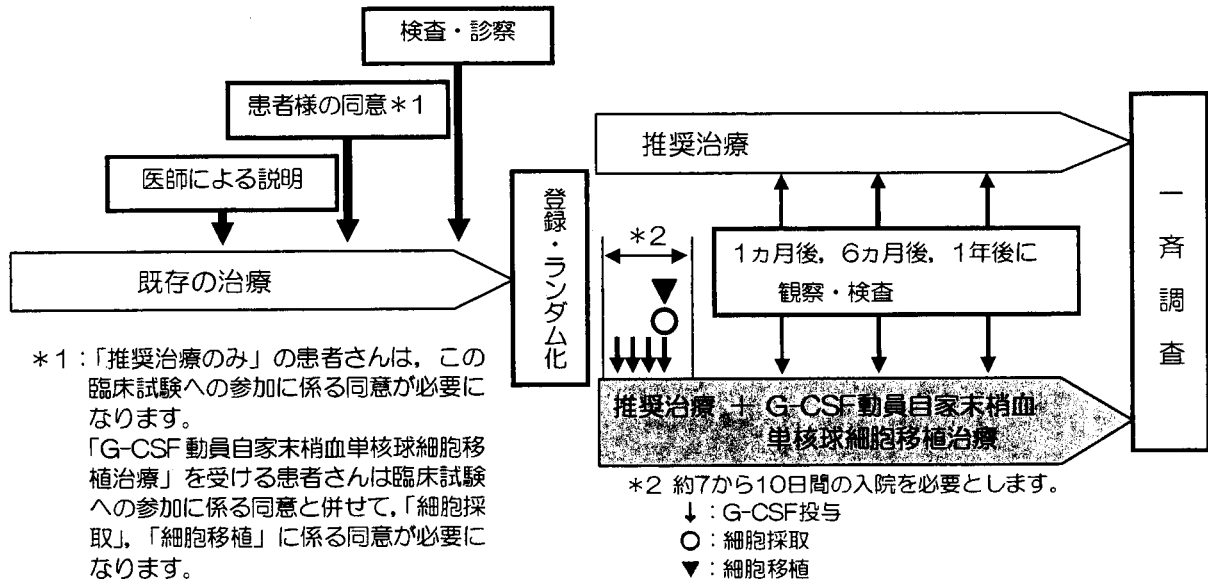 検査・診察
患者様の同意＊1
医師による説明
既存の治療
登録・ランダム化
推奨治療
＊2
1ヵ月後，6ヵ月後，1年後に
観察・検査
推奨治療 ＋ G-CSF動員自家末梢血
単核球細胞移植治療
一斉調査
＊1：「推奨治療のみ」の患者さんは，この
臨床試験への参加に係る同意が必要に
なります。
「G-CSF動員自家末梢血単核球細胞移
植治療」を受ける患者さんは臨床試験
への参加に係る同意と併せて，「細胞採
取」，「細胞移植」に係る同意が必要に
なります。
＊2 約7から10日間の入院を必要とします。
↓：G-CSF投与
○：細胞採取
▼：細胞移植